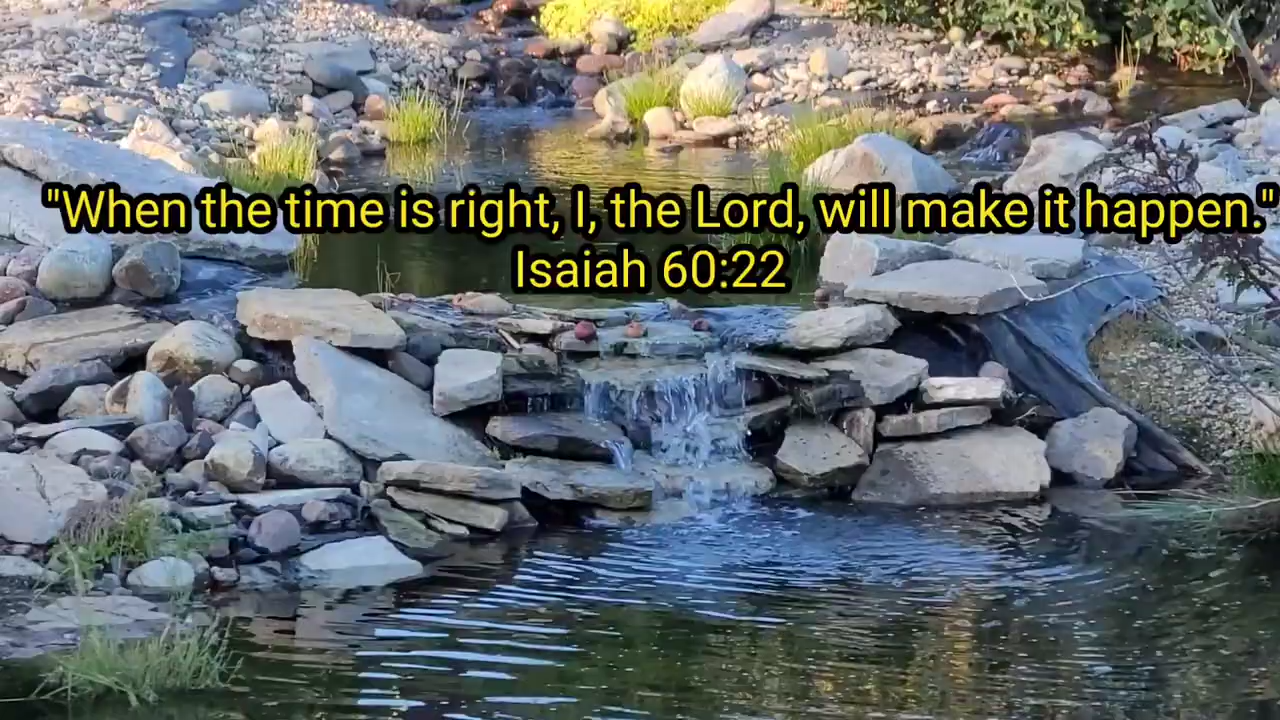 "When the time is right, I, the Lord, will make it happen."
Isaiah 60:22